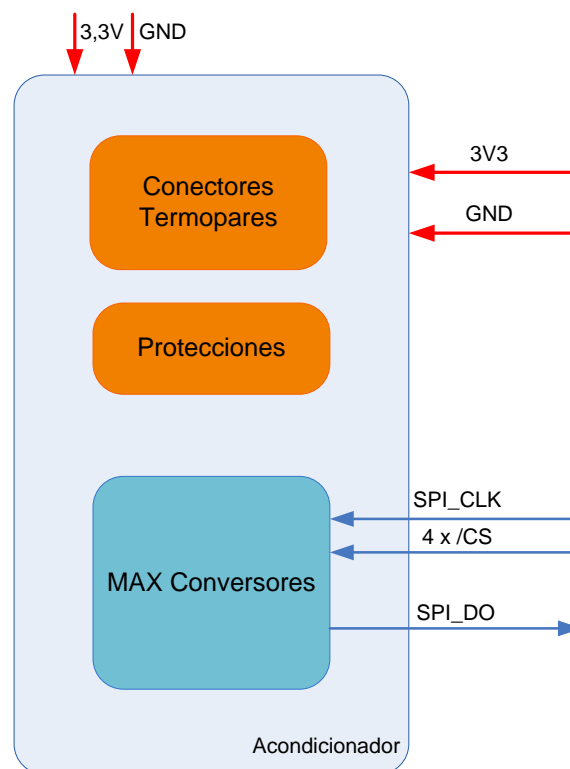 3,3V GND
3V3
Conectores
Termopares
GND
Protecciones
SPI_CLK
4 x /CS
MAX Conversores
SPI_DO
Acondicionador